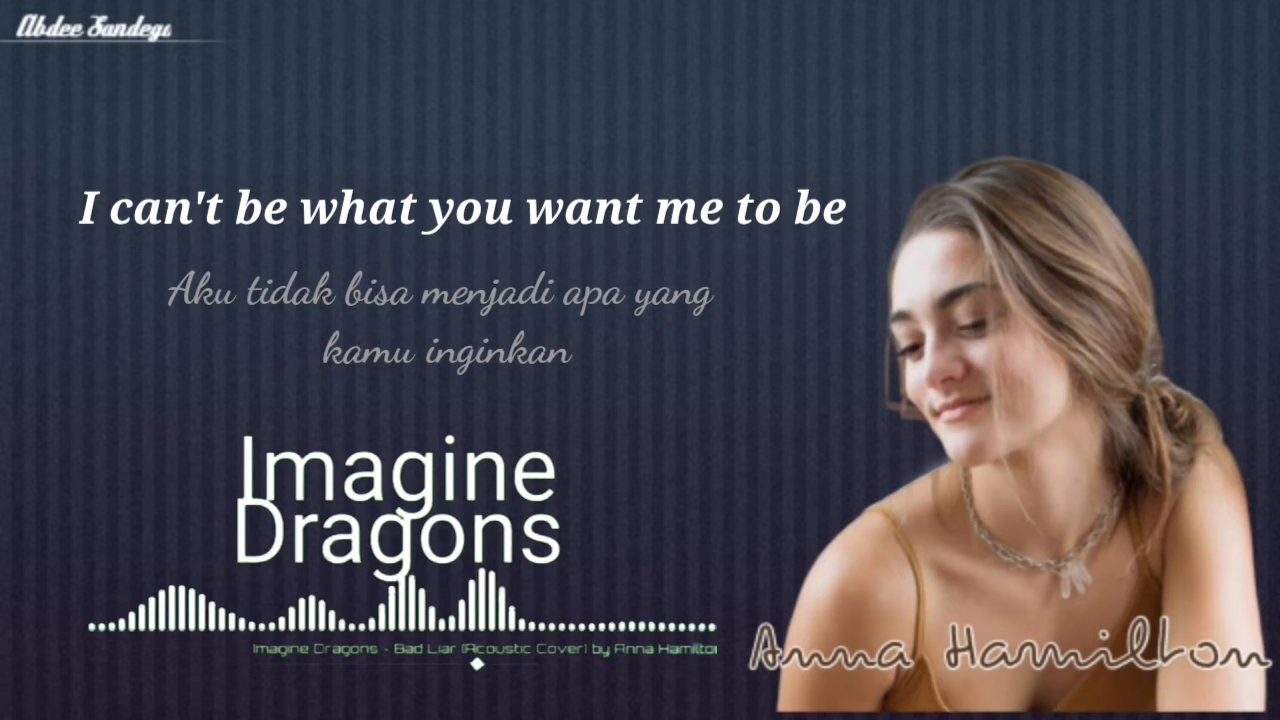 Abdee Sandega
I can't be what you want me to be
Aku tidak bisa menjadi apa yang
kamu inginkan
Imagine
Dragons
Imagine Dragons - Bad Liar (Acoustic Cover) by Anna Hamilton
Anna Hamilton